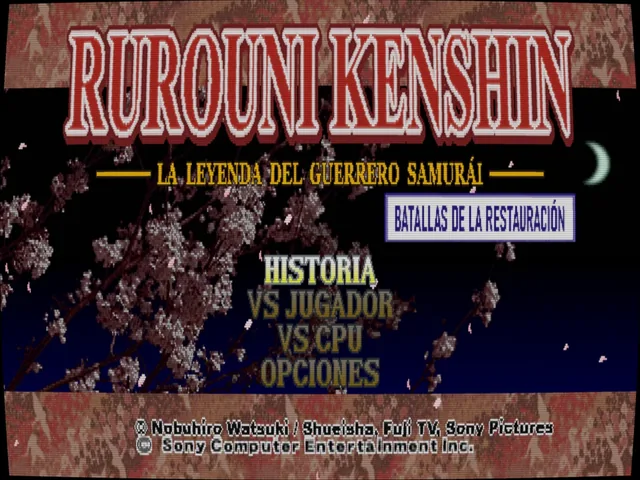 RUROUNI KENSHIN
LA LEYENDA DEL GUERRERO SAMURÁI
BATALLAS DE LA RESTAURACIÓN
HISTORIA
VS JUGADOR
VS CPU
OPCIONES
© Nobuhiro Watsuki / Shueisha, Fuji TV, Sony Pictures
© Sony Computer Entertainment Inc.